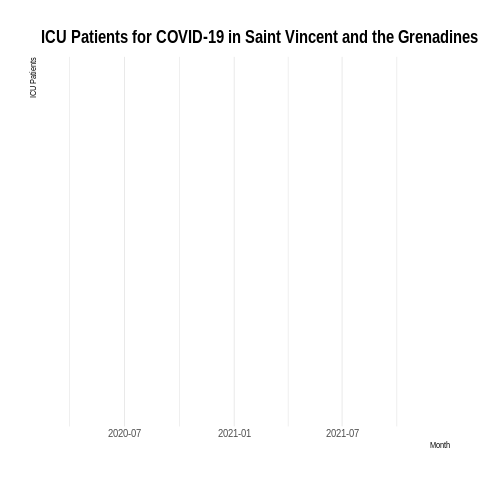 ICU Patients for COVID-19 in Saint Vincent and the Grenadines
ICU Patients
2020-07
2021-01
2021-07
Month